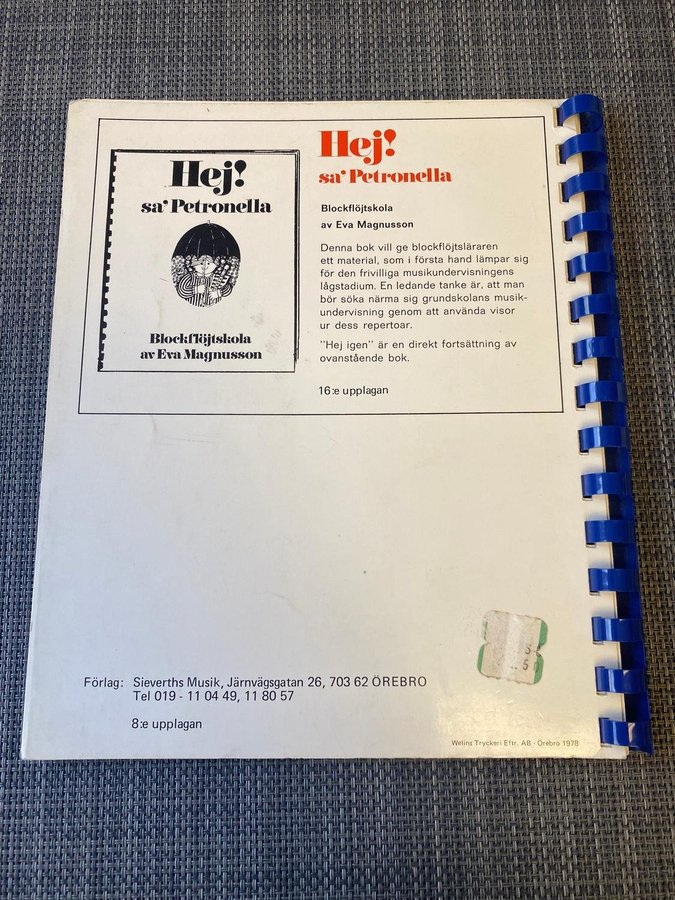 Hej!
sa' Petronella
Blockflöjtskola
av Eva Magnusson
Hej!
sa' Petronella
Blockflöjtskola
av Eva Magnusson
Denna bok vill ge blockflöjtsläraren
ett material, som i första hand lämpar sig
för den frivilliga musikundervisningens
lågstadium. En ledande tanke är, att man
bör söka närma sig grundskolans musik-
undervisning genom att använda visor
ur dess repertoar.
"Hej igen" är en direkt fortsättning av
ovanstående bok.
16:e upplagan
Förlag: Sieverths Musik, Järnvägsgatan 26, 703 62 ÖREBRO
Tel 019 - 11 04 49, 11 80 57
8:e upplagan
Welins Tryckeri Eftr. AB - Örebro 1978